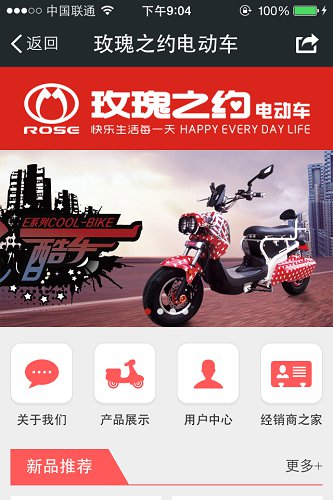 中国联通 下午9:04 100%
返回 玫瑰之约电动车
ROSE 玫瑰之约电动车
快乐生活每一天 HAPPY EVERY DAY LIFE
E系列COOL-BIKE
酷车
关于我们 产品展示 用户中心 经销商之家
新品推荐 更多+